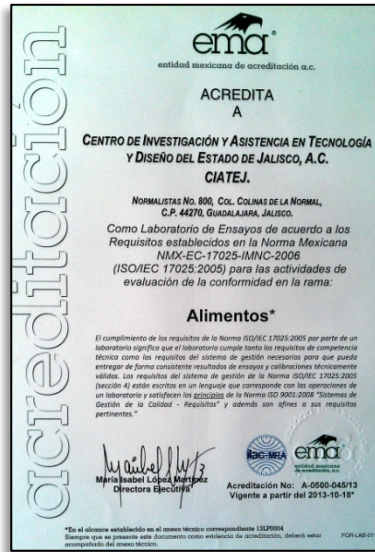 acreditación
ema
entidad mexicana de acreditación a.c.
ACREDITA
A
CENTRO DE INVESTIGACIÓN Y ASISTENCIA EN TECNOLOGÍA
Y DISEÑO DEL ESTADO DE JALISCO, A.C.
CIATEJ.
NORMALISTAS NO. 800, COL. COLINAS DE LA NORMAL,
C.P. 44270, GUADALAJARA, JALISCO.
Como Laboratorio de Ensayos de acuerdo a los
Requisitos establecidos en la Norma Mexicana
NMX-EC-17025-IMNC-2006
(ISO/IEC 17025:2005) para las actividades de
evaluación de la conformidad en la rama:
Alimentos*
El cumplimiento de los requisitos de la Norma ISO/IEC 17025:2005 por parte de un
laboratorio significa que el laboratorio cumple tanto los requisitos de competencia
técnica como los requisitos del sistema de gestión necesarios para que pueda
entregar de forma consistente resultados de ensayos y calibraciones técnicamente
válidos. Los requisitos del sistema de gestión de la Norma ISO/IEC 17025:2005
(sección 4) están escritos en un lenguaje que corresponde con las operaciones de
un laboratorio y satisfacen los principios de la Norma ISO 9001:2008 "Sistemas de
Gestión de la Calidad - Requisitos" y además son afines a sus requisitos
pertinentes."
María Isabel López Martínez
Directora Ejecutiva
ilac-MRA
ema
entidad mexicana
de acreditación
Acreditación No: A-0500-045/13
Vigente a partir del 2013-10-18*
*En el alcance establecido en el anexo técnico correspondiente 13LP0004
Siempre que se presente este documento como evidencia de acreditación, deberá estar
acompañado del anexo técnico.
FOR-LAB-011